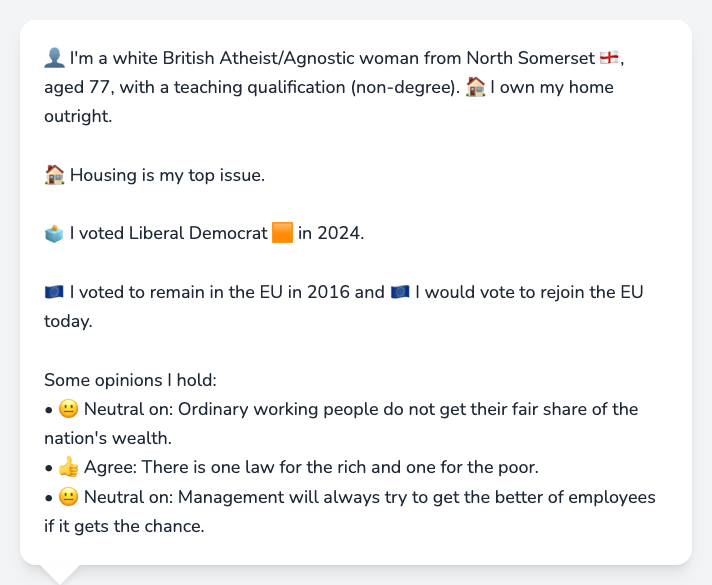 👤 I'm a white British Atheist/Agnostic woman from North Somerset 🏴󠁧󠁢󠁥󠁮󠁧󠁿,
aged 77, with a teaching qualification (non-degree). 🏠 I own my home
outright.
🏠 Housing is my top issue.
🗳️ I voted Liberal Democrat 🟧 in 2024.
🇪🇺 I voted to remain in the EU in 2016 and 🇪🇺 I would vote to rejoin the EU
today.
Some opinions I hold:
• 😐 Neutral on: Ordinary working people do not get their fair share of the
nation's wealth.
• 👍 Agree: There is one law for the rich and one for the poor.
• 😐 Neutral on: Management will always try to get the better of employees
if it gets the chance.